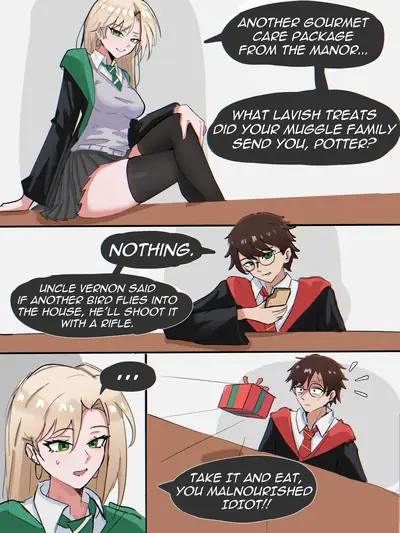 ANOTHER GOURMET
CARE PACKAGE
FROM THE MANOR...
WHAT LAVISH TREATS
DID YOUR MUGGLE FAMILY
SEND YOU, POTTER?
NOTHING.
UNCLE VERNON SAID
IF ANOTHER BIRD FLIES INTO
THE HOUSE, HE'LL SHOOT IT
WITH A RIFLE.
...
TAKE IT AND EAT,
YOU MALNOURISHED
IDIOT!!